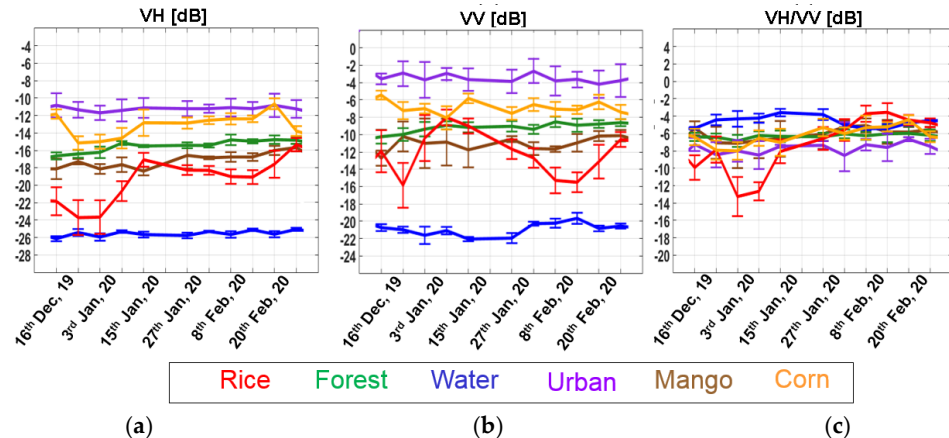 VH [dB]
-4
-6
-8
-10
-12
-14
-16
-18
-20
-22
-24
-26
-28
16th Dec, 19
3rd Jan, 20
15th Jan, 20
27th Jan, 20
8th Feb, 20
20th Feb, 20
VV [dB]
0
-2
-4
-6
-8
-10
-12
-14
-16
-18
-20
-22
-24
16th Dec, 19
3rd Jan, 20
15th Jan, 20
27th Jan, 20
8th Feb, 20
20th Feb, 20
VH/VV [dB]
4
2
0
-2
-4
-6
-8
-10
-12
-14
-16
-18
-20
16th Dec, 19
3rd Jan, 20
15th Jan, 20
27th Jan, 20
8th Feb, 20
20th Feb, 20
Rice Forest Water Urban Mango Corn
(a) (b) (c)